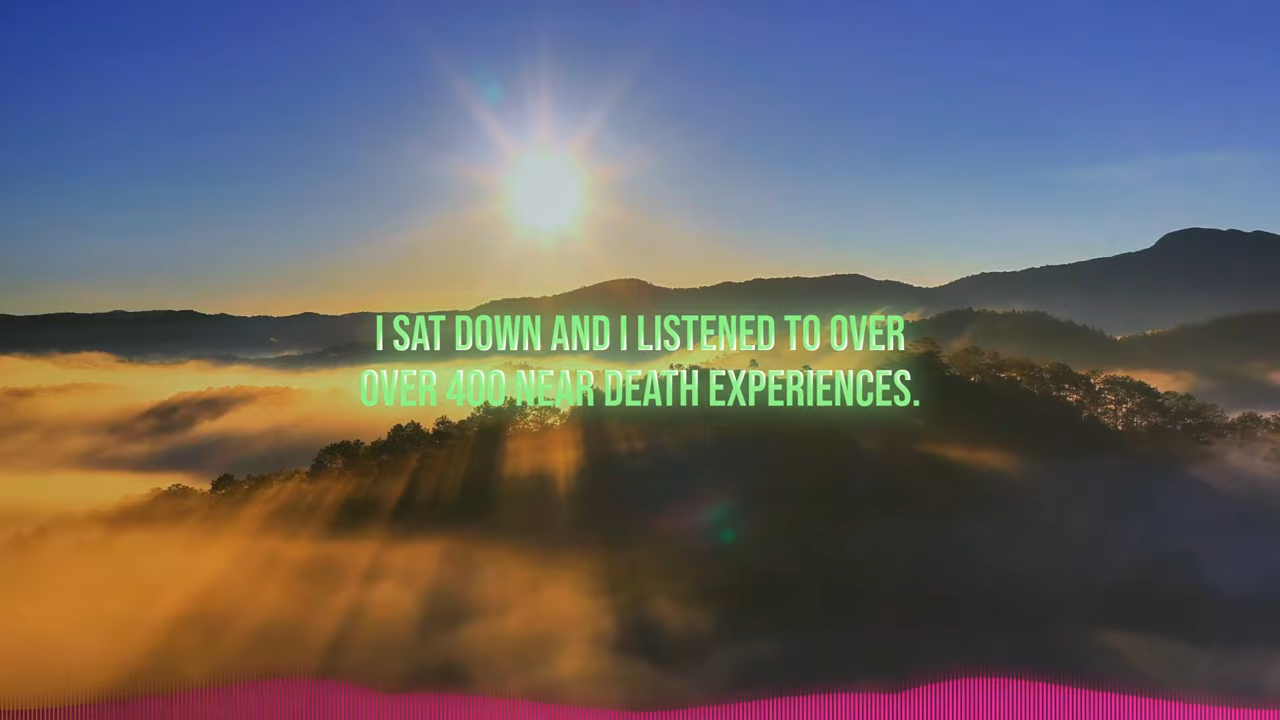 I SAT DOWN AND I LISTENED TO OVER
OVER 400 NEAR DEATH EXPERIENCES.